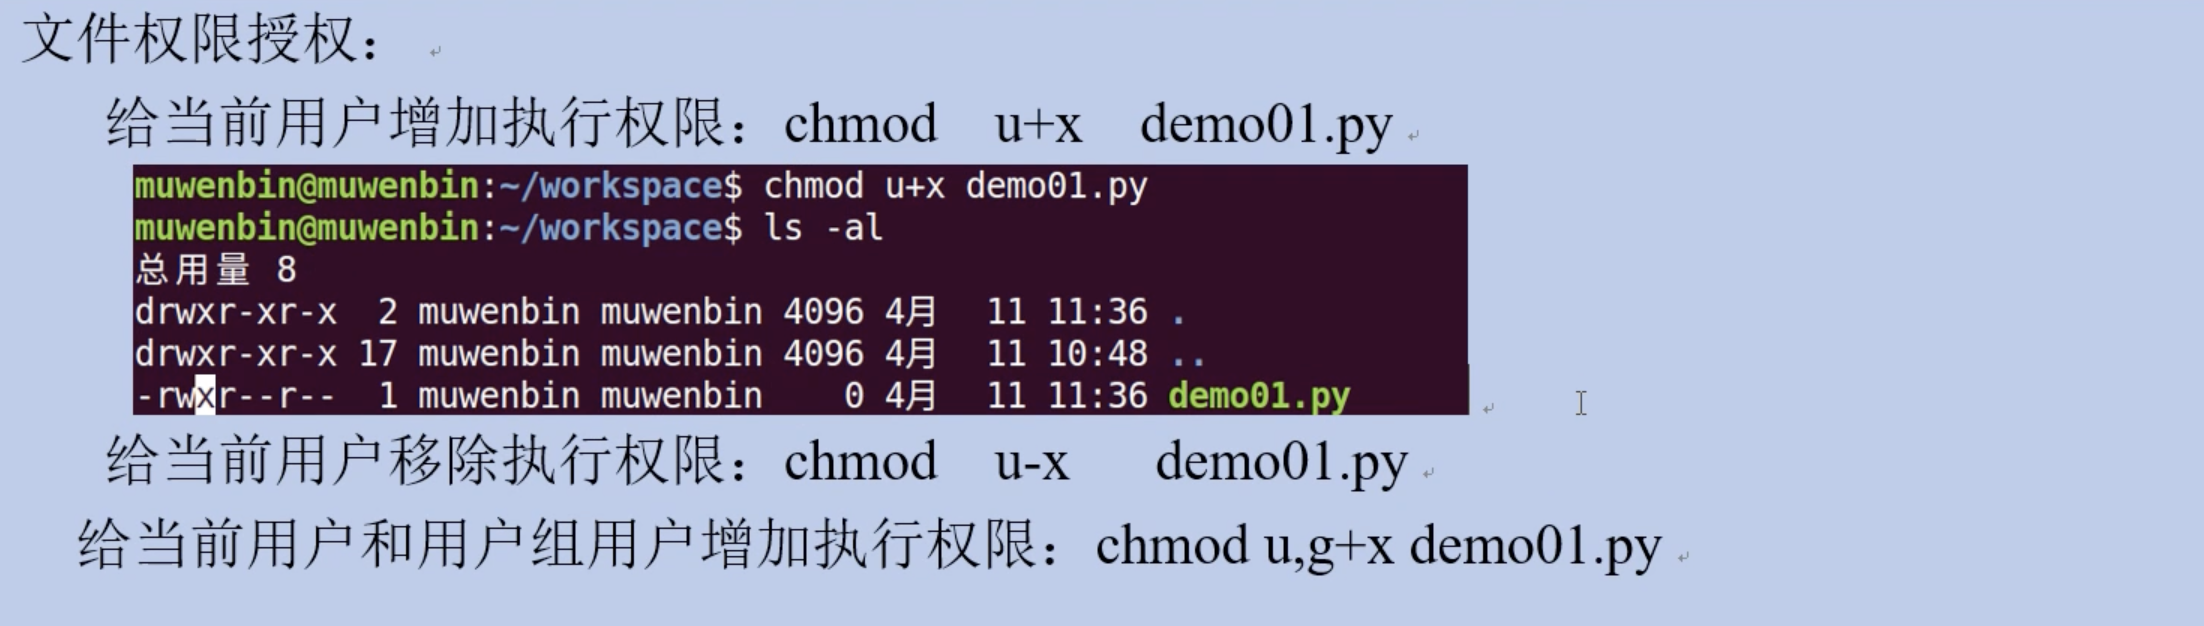 文件权限授权：
给当前用户增加执行权限：chmod u+x demo01.py
muwenbin@muwenbin:~/workspace$ chmod u+x demo01.py
muwenbin@muwenbin:~/workspace$ ls -al
总用量 8
drwxr-xr-x 2 muwenbin muwenbin 4096 4月 11 11:36 .
drwxr-xr-x 17 muwenbin muwenbin 4096 4月 11 10:48 ..
-rwxr--r-- 1 muwenbin muwenbin 0 4月 11 11:36 demo01.py
给当前用户移除执行权限：chmod u-x demo01.py
给当前用户和用户组用户增加执行权限：chmod u,g+x demo01.py